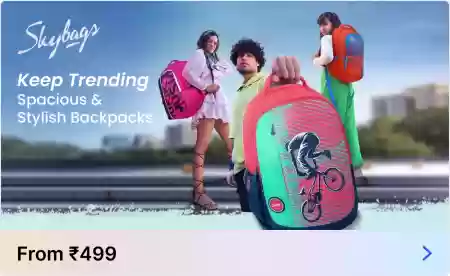 Skybags
Keep Trending
Spacious &
Stylish Backpacks
From ₹499